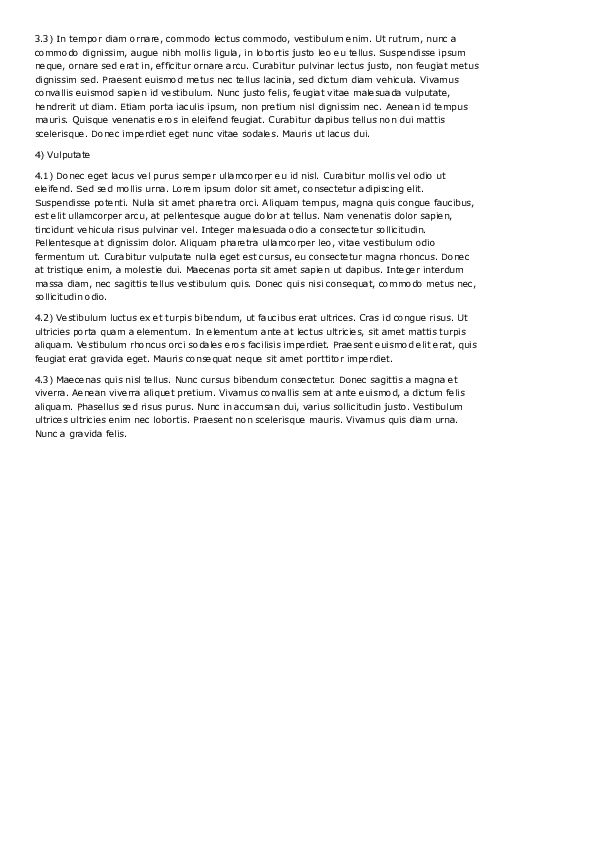 3.3) In tempor diam ornare, commodo lectus commodo, vestibulum enim. Ut rutrum, nunc a
commodo dignissim, augue nibh mollis ligula, in lobortis justo leo eu tellus. Suspendisse ipsum
neque, ornare sed erat in, efficitur ornare arcu. Curabitur pulvinar lectus justo, non feugiat metus
dignissim sed. Praesent euismod metus nec tellus lacinia, sed dictum diam vehicula. Vivamus
convallis euismod sapien id vestibulum. Nunc justo felis, feugiat vitae malesuada vulputate,
hendrerit ut diam. Etiam porta iaculis ipsum, non pretium nisl dignissim nec. Aenean id tempus
mauris. Quisque venenatis eros in eleifend feugiat. Curabitur dapibus tellus non dui mattis
scelerisque. Donec imperdiet eget nunc vitae sodales. Mauris ut lacus dui.
4) Vulputate
4.1) Donec eget lacus vel purus semper ullamcorper eu id nisl. Curabitur mollis vel odio ut
eleifend. Sed sed mollis urna. Lorem ipsum dolor sit amet, consectetur adipiscing elit.
Suspendisse potenti. Nulla sit amet pharetra orci. Aliquam tempus, magna quis congue faucibus,
est elit ullamcorper arcu, at pellentesque augue dolor at tellus. Nam venenatis dolor sapien,
tincidunt vehicula risus pulvinar vel. Integer malesuada odio a consectetur sollicitudin.
Pellentesque at dignissim dolor. Aliquam pharetra ullamcorper leo, vitae vestibulum odio
fermentum ut. Curabitur vulputate nulla eget est cursus, eu consectetur magna rhoncus. Donec
at tristique enim, a molestie dui. Maecenas porta sit amet sapien ut dapibus. Integer interdum
massa diam, nec sagittis tellus vestibulum quis. Donec quis nisi consequat, commodo metus nec,
sollicitudin odio.
4.2) Vestibulum luctus ex et turpis bibendum, ut faucibus erat ultrices. Cras id congue risus. Ut
ultricies porta quam a elementum. In elementum ante at lectus ultricies, sit amet mattis turpis
aliquam. Vestibulum rhoncus orci sodales eros facilisis imperdiet. Praesent euismod elit erat, quis
feugiat erat gravida eget. Mauris consequat neque sit amet porttitor imperdiet.
4.3) Maecenas quis nisl tellus. Nunc cursus bibendum consectetur. Donec sagittis a magna et
viverra. Aenean viverra aliquet pretium. Vivamus convallis sem at ante euismod, a dictum felis
aliquam. Phasellus sed risus purus. Nunc in accumsan dui, varius sollicitudin justo. Vestibulum
ultrices ultricies enim nec lobortis. Praesent non scelerisque mauris. Vivamus quis diam urna.
Nunc a gravida felis.